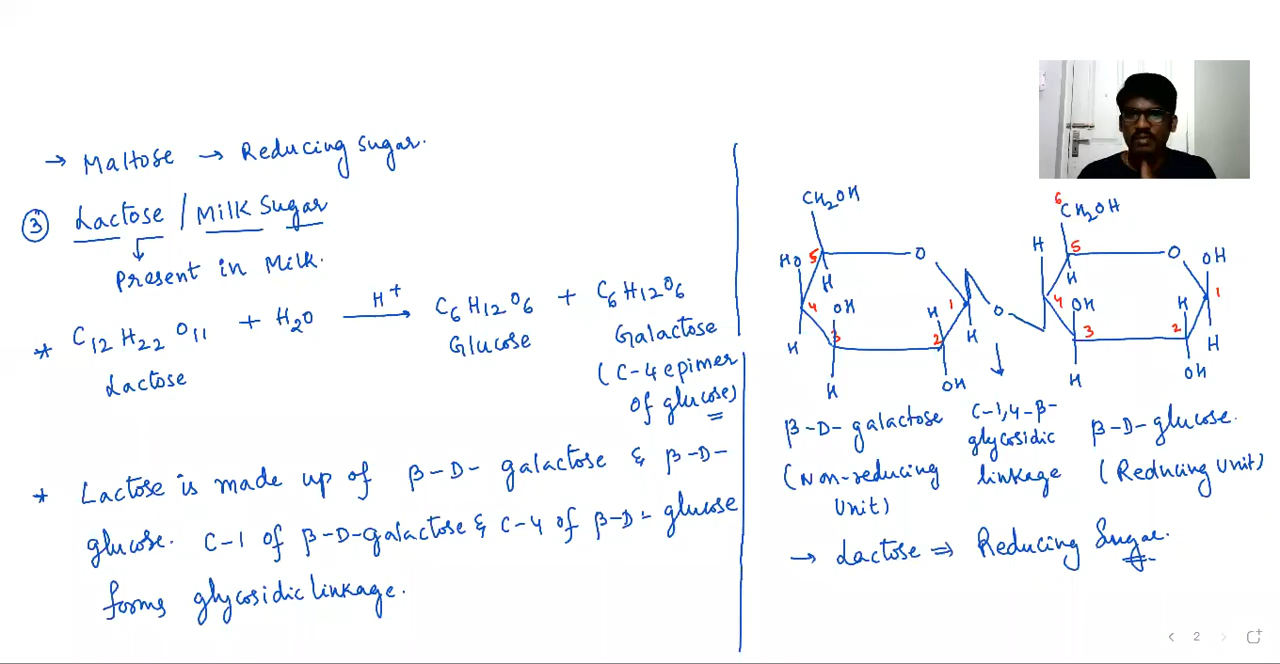 → Maltose → Reducing sugar.
③ Lactose / Milk Sugar
Present in Milk.
* C12H22O11 + H2O H+ → C6H12O6 + C6H12O6
Lactose Glucose Galactose
(C-4 epimer
of glucose)
* Lactose is made up of β-D- galactose & β-D-
glucose. C-1 of β-D-galactose & C-4 of β-D- glucose
forms glycosidic linkage.
CH2OH 6 CH2OH
HO 5 O H 5 O OH
H H
4 OH H 1 O 4 OH H 1
3 2 H 3 2 H
H H OH H OH
β-D- galactose C-1,4-β- β-D-glucose.
(Non-reducing glycosidic (Reducing Unit)
Unit) linkage
→ Lactose ⇒ Reducing Sugar.
< 2 >